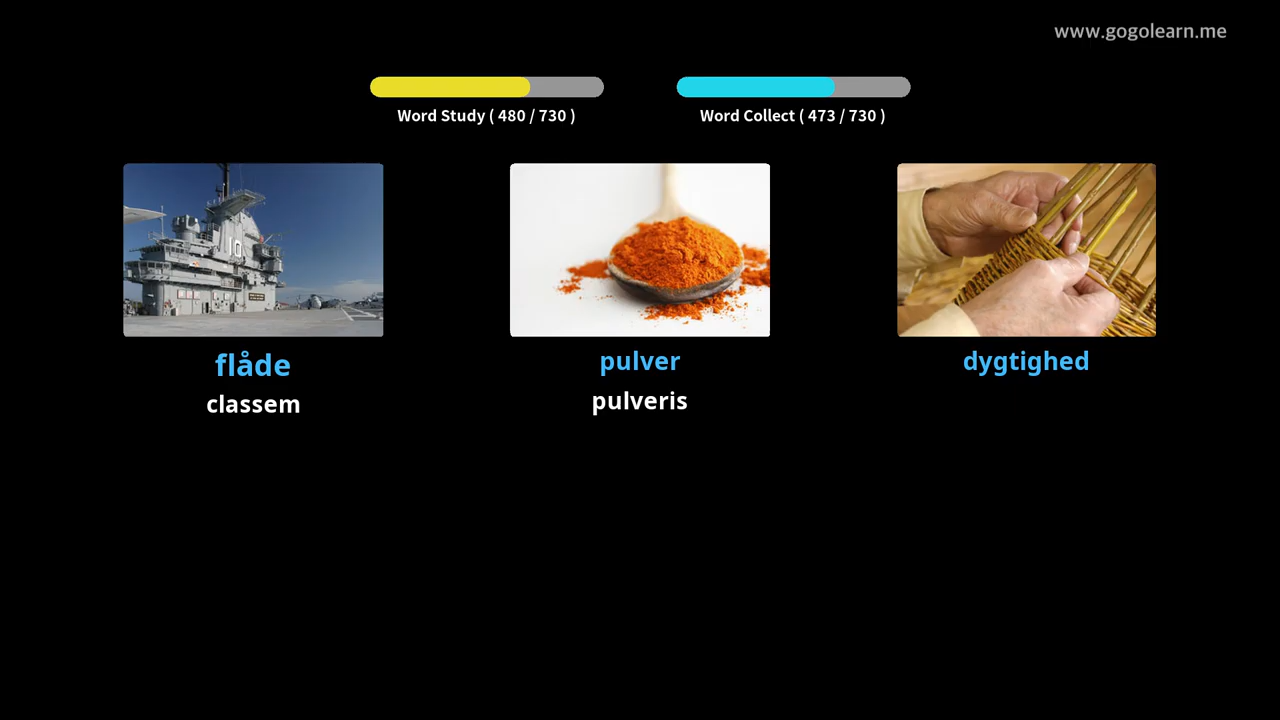 www.gogolearn.me
Word Study ( 480 / 730 )
Word Collect ( 473 / 730 )
flåde
classem
pulver
pulveris
dygtighed